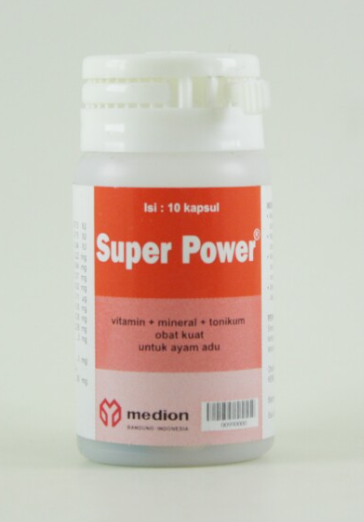 Isi : 10 kapsul
Super Power®
vitamin + mineral + tonikum
obat kuat
untuk ayam adu
medion
BANDUNG-INDONESIA